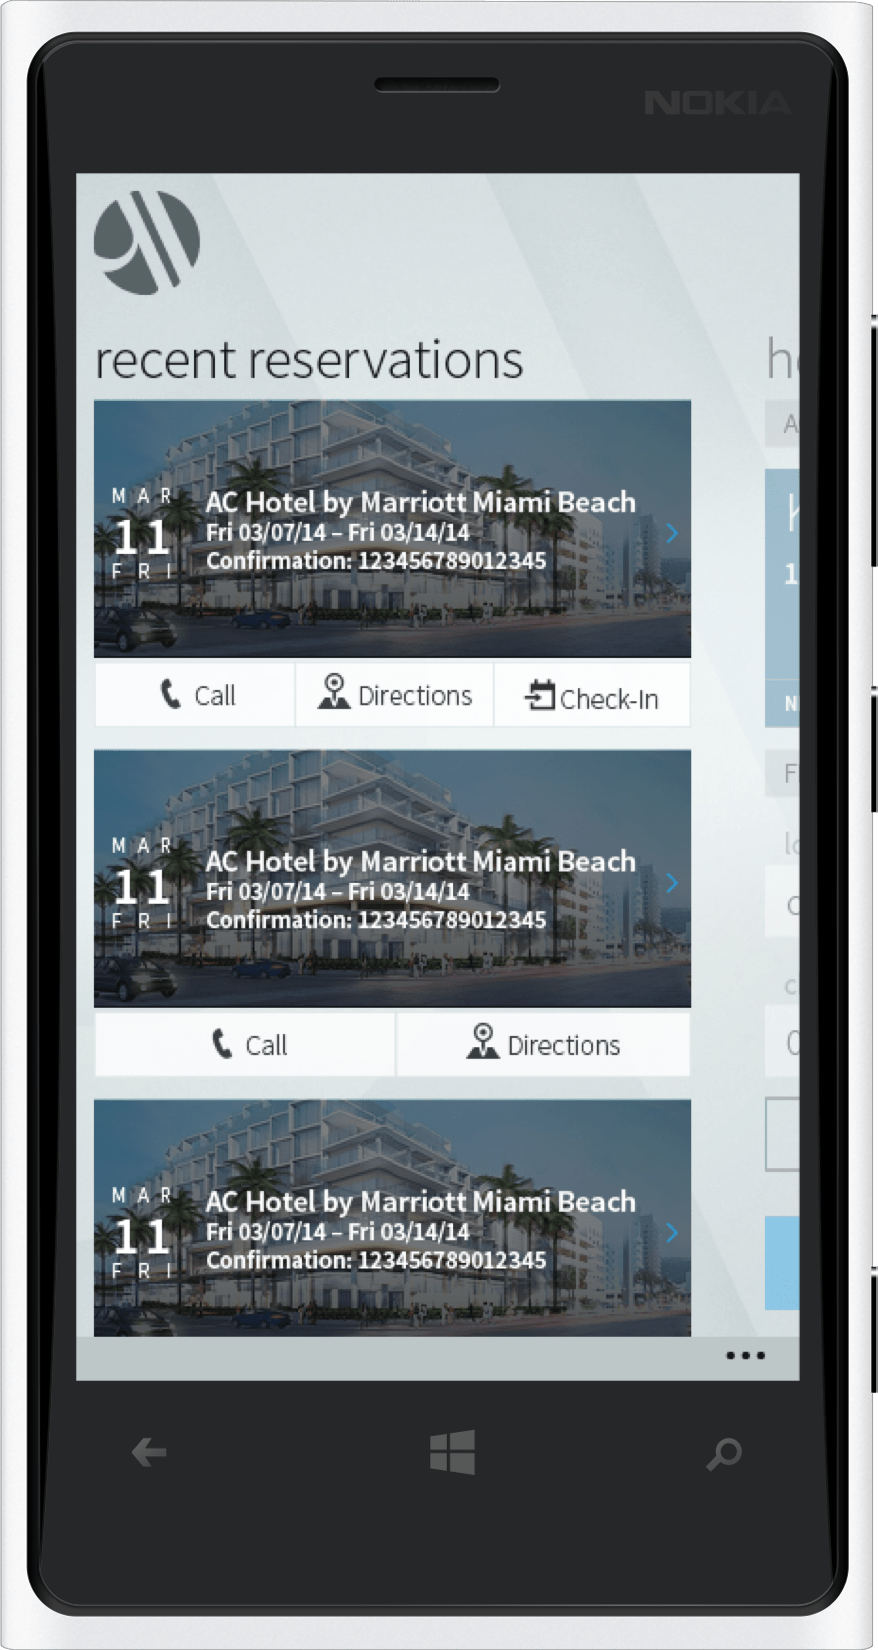 NOKIA
recent reservations
MAR
11
FRI
AC Hotel by Marriott Miami Beach
Fri 03/07/14 – Fri 03/14/14
Confirmation: 123456789012345
Call
Directions
Check-In
MAR
11
FRI
AC Hotel by Marriott Miami Beach
Fri 03/07/14 – Fri 03/14/14
Confirmation: 123456789012345
Call
Directions
MAR
11
FRI
AC Hotel by Marriott Miami Beach
Fri 03/07/14 – Fri 03/14/14
Confirmation: 123456789012345